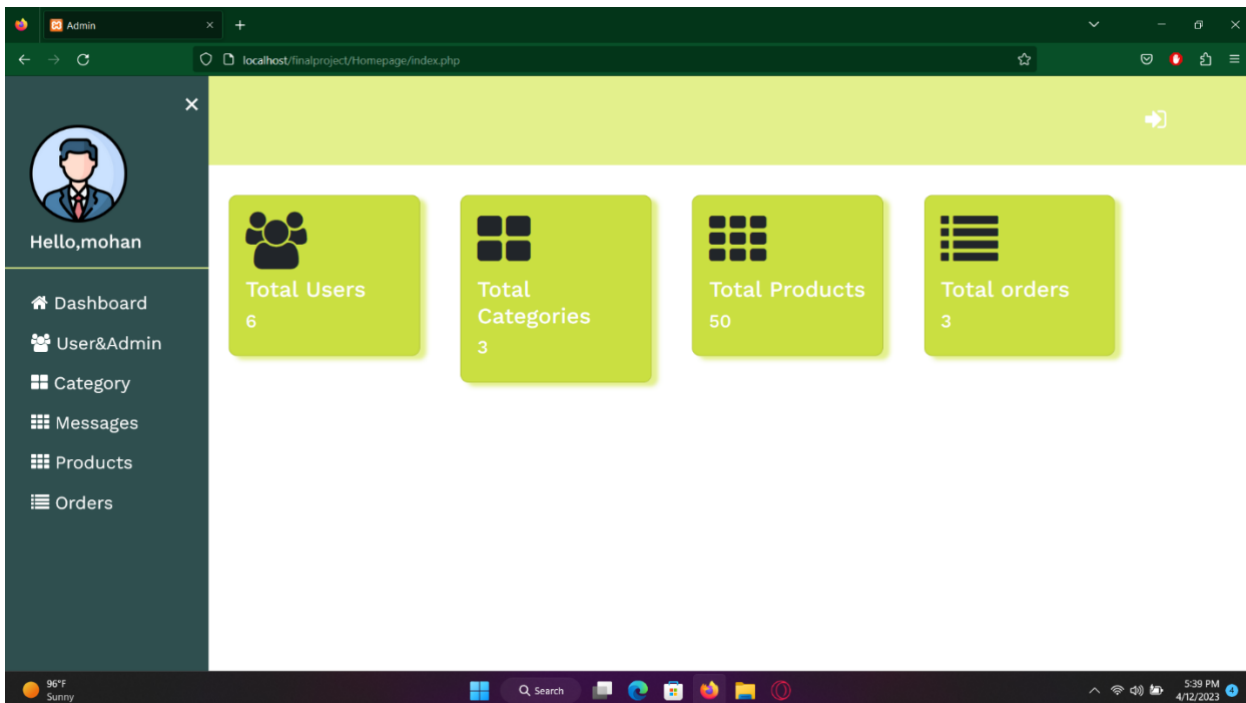 Admin
localhost/finalproject/Homepage/index.php
Hello,mohan
Dashboard
User&Admin
Category
Messages
Products
Orders
Total Users
6
Total
Categories
3
Total Products
50
Total orders
3
96°F
Sunny
Search
5:39 PM
4/12/2023
4